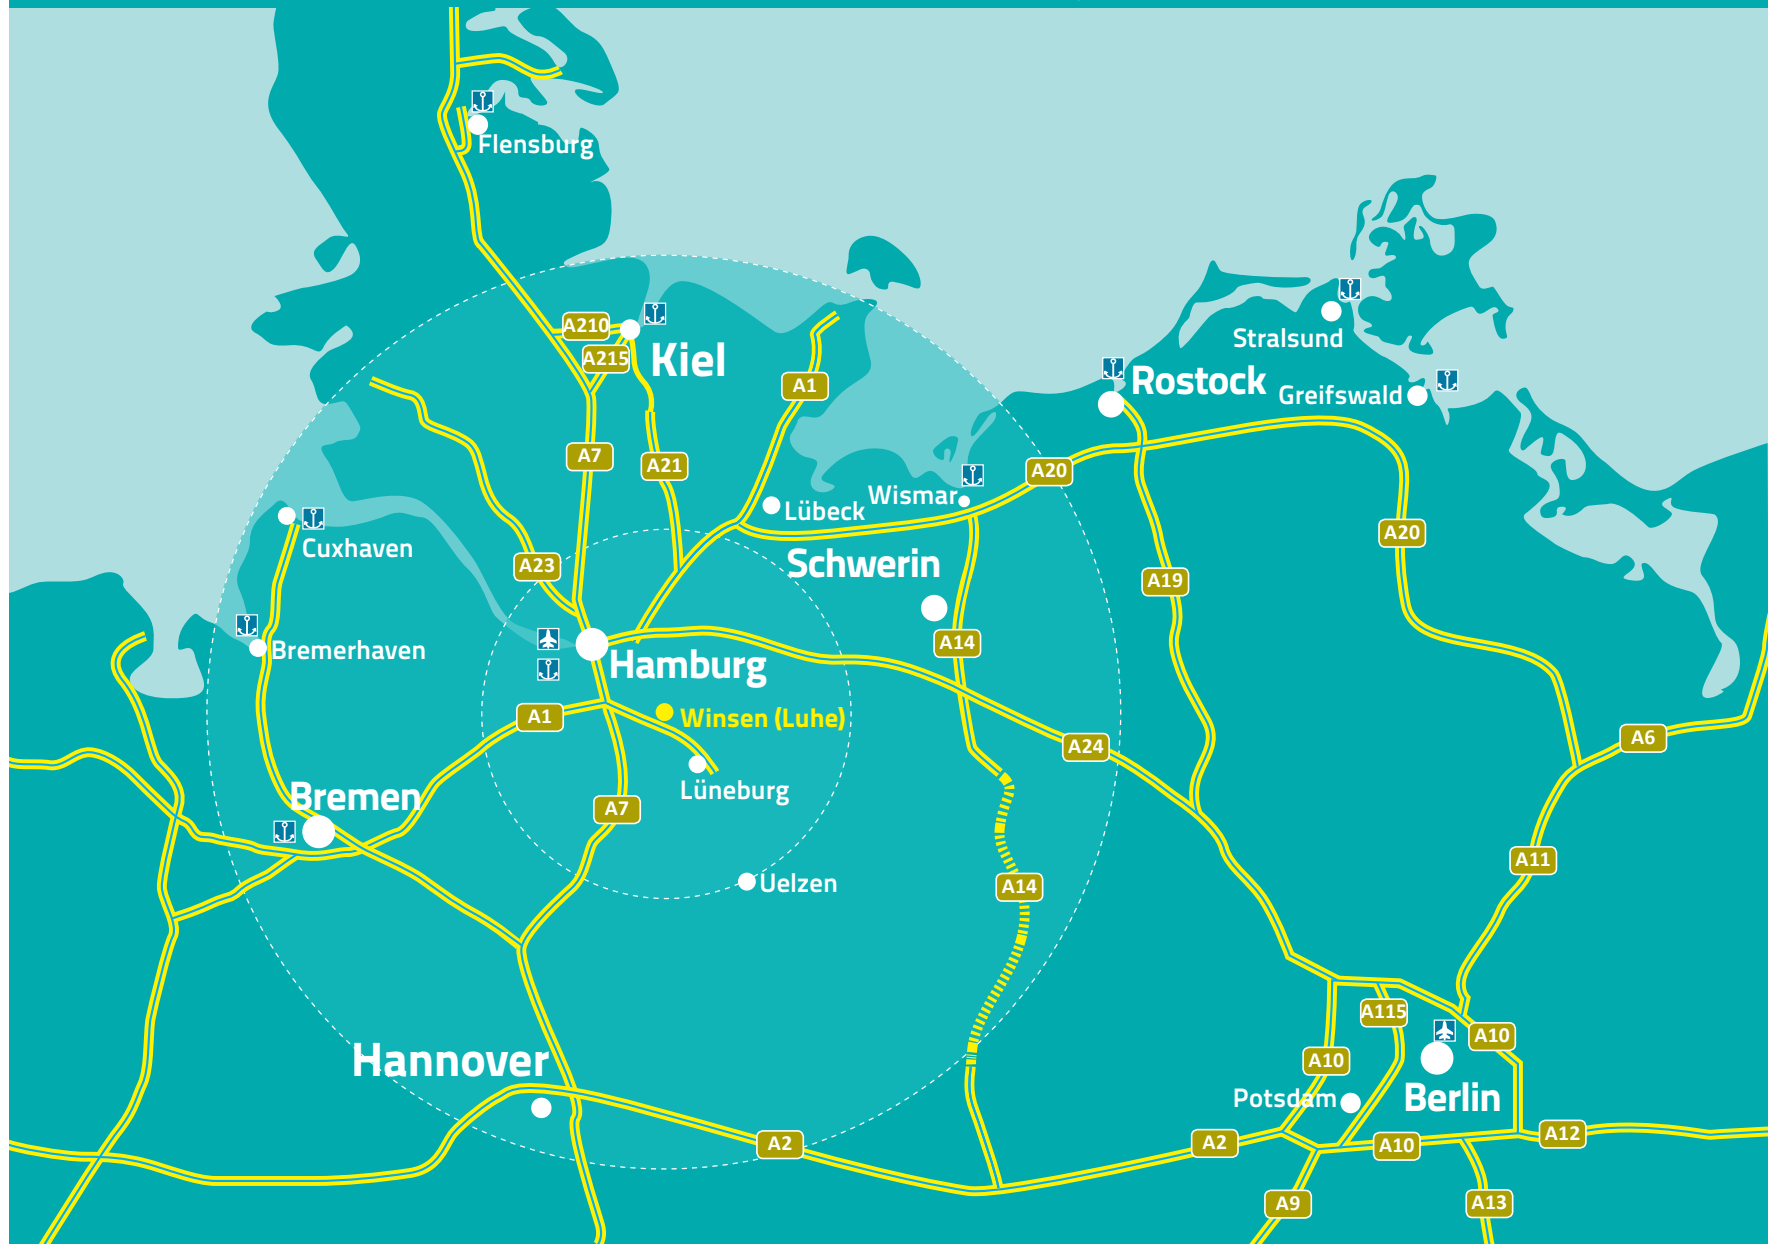 Flensburg
A210
A215
Kiel
Stralsund
A1
Rostock
Greifswald
A7
A21
A20
Wismar
Lübeck
A20
Cuxhaven
A23
Schwerin
A19
Bremerhaven
A14
Hamburg
A1
Winsen (Luhe)
A24
A6
Lüneburg
Bremen
A7
A11
Uelzen
A14
A115
A10
Hannover
A10
Potsdam
Berlin
A2
A2
A10
A12
A9
A13